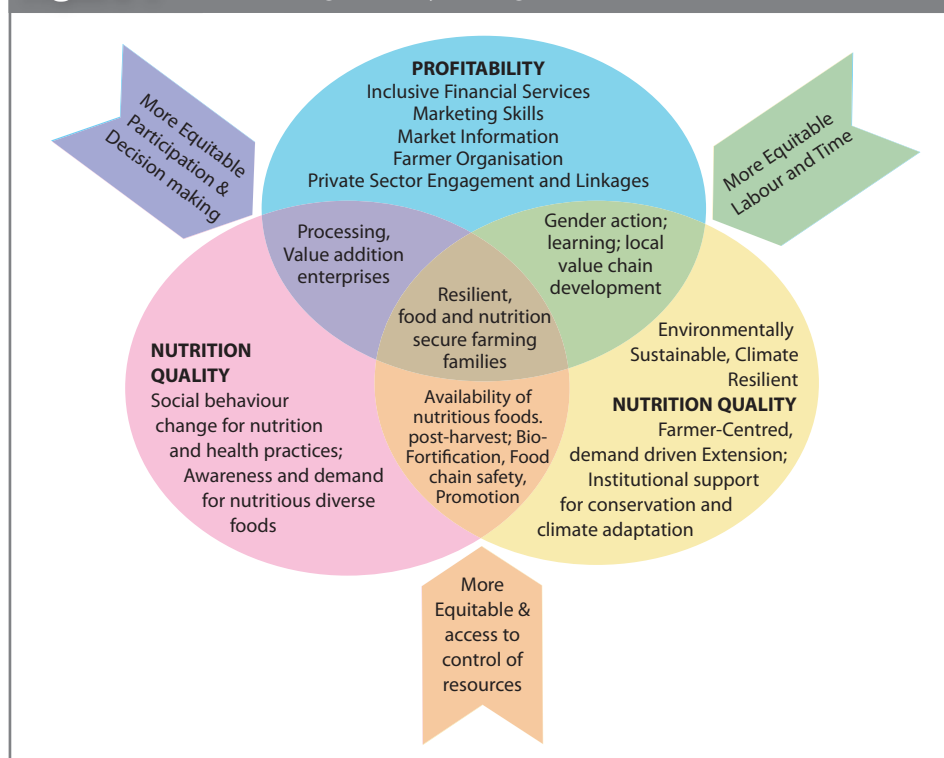 More Equitable
Participation &
Decision making
PROFITABILITY
Inclusive Financial Services
Marketing Skills
Market Information
Farmer Organisation
Private Sector Engagement and Linkages
More Equitable
Labour and Time
Processing,
Value addition
enterprises
Gender action;
learning; local
value chain
development
Resilient,
food and nutrition
secure farming
families
NUTRITION
QUALITY
Social behaviour
change for nutrition
and health practices;
Awareness and demand
for nutritious diverse
foods
Availability of
nutritious foods.
post-harvest; Bio-
Fortification, Food
chain safety,
Promotion
Environmentally
Sustainable, Climate
Resilient
NUTRITION QUALITY
Farmer-Centred,
demand driven Extension;
Institutional support
for conservation and
climate adaptation
More
Equitable &
access to
control of
resources